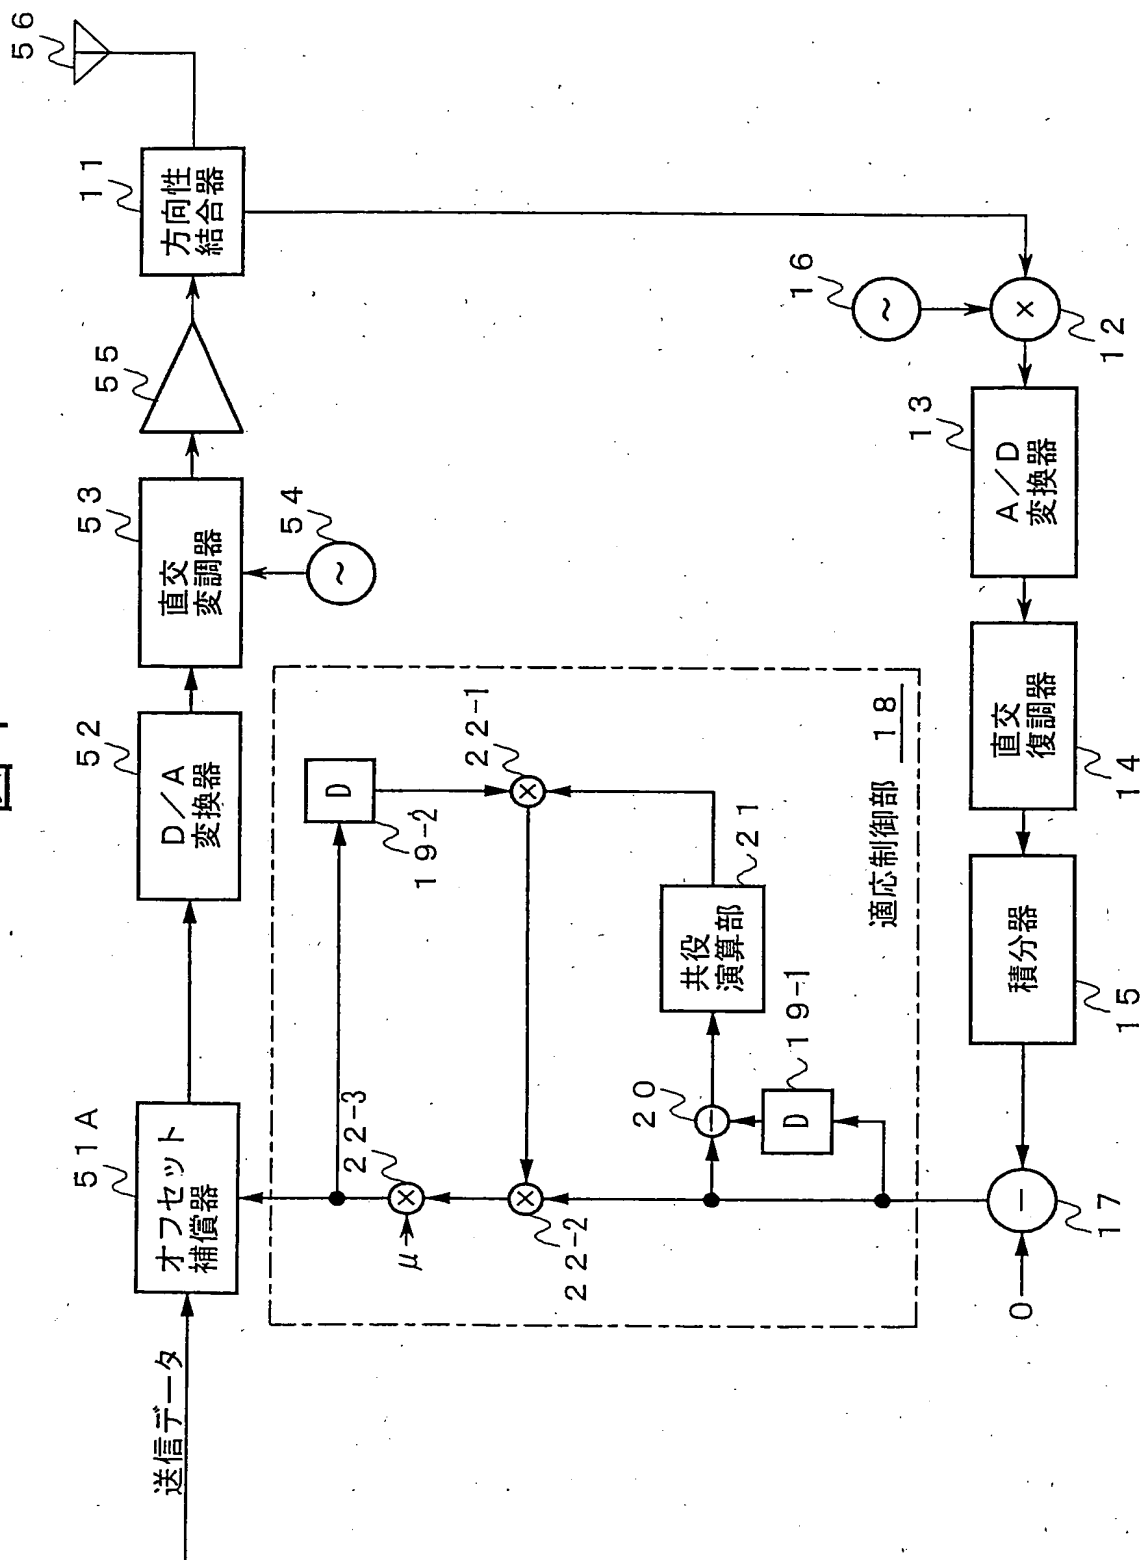 送信データ
51A
オフセット
補償器
52
D/A
変換器
53
直交
変調器
54
~
55
11
方向性
結合器
56
μ
22-3
×
19-2
D
22-2
×
22-1
×
20
−
19-1
D
共役
演算部
21
適応制御部
18
0
17
−
積分器
15
直交
復調器
14
A/D
変換器
13
16
~
×
12